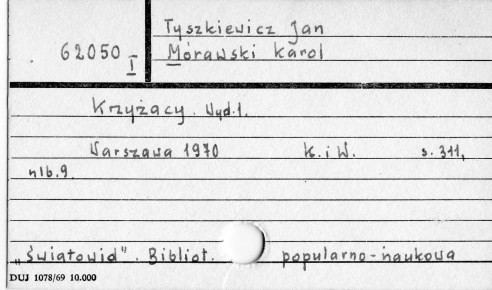 Tyszkiewicz Jan
62050 I
Mórawski Karol
Krzyżacy. Wyd. 1.
Warszawa 1970 K. i W. s. 311,
nlb. 9.
„Światowid". Bibliot. popularno-naukowa
DUJ 1078/69 10.000